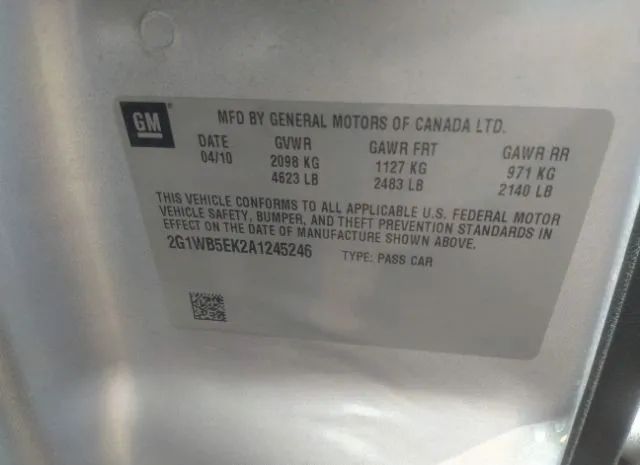 GM
MFD BY GENERAL MOTORS OF CANADA LTD.
DATE GVWR GAWR FRT GAWR RR
04/10 2098 KG 1127 KG 971 KG
4623 LB 2483 LB 2140 LB
THIS VEHICLE CONFORMS TO ALL APPLICABLE U.S. FEDERAL MOTOR
VEHICLE SAFETY, BUMPER, AND THEFT PREVENTION STANDARDS IN
EFFECT ON THE DATE OF MANUFACTURE SHOWN ABOVE.
2G1WB5EK2A1245246 TYPE: PASS CAR